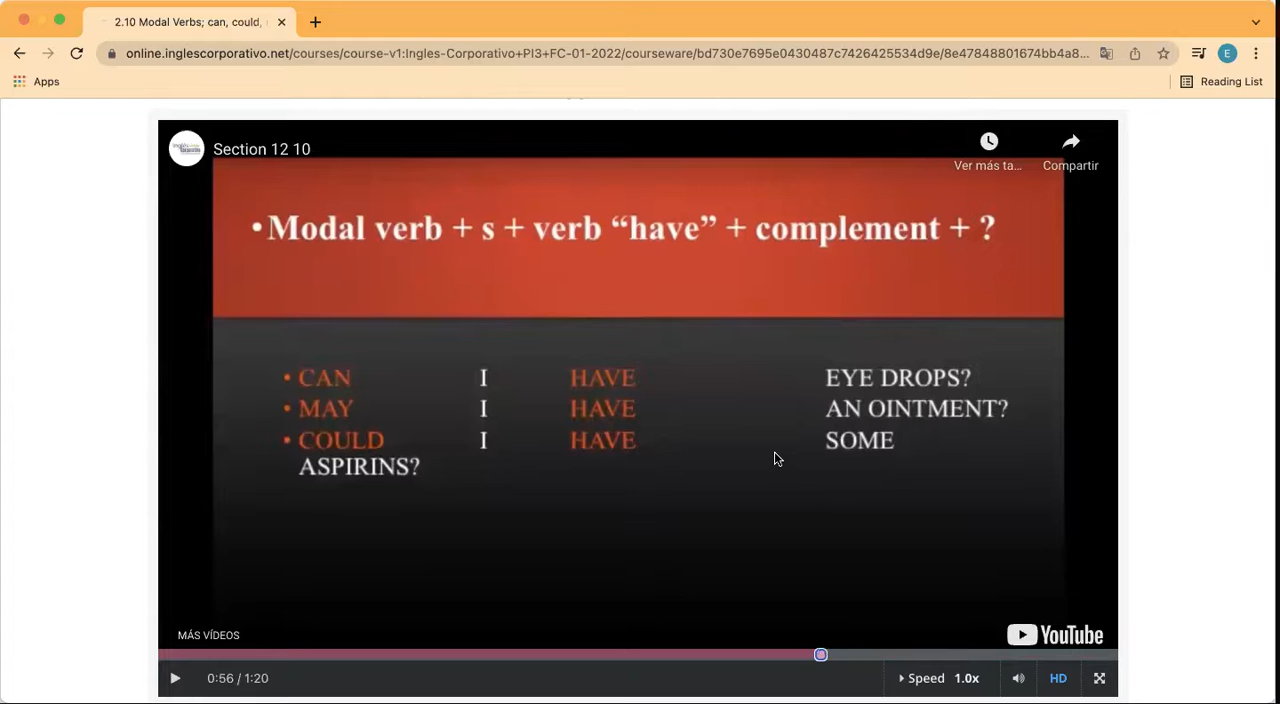 2.10 Modal Verbs; can, could,
online.inglescorporativo.net/courses/course-v1:Ingles-Corporativo+PI3+FC-01-2022/courseware/bd730e7695e0430487c7426425534d9e/8e47848801674bb4a8...
E
Apps
Reading List
Section 12 10
Ver más ta...
Compartir
• Modal verb + s + verb “have” + complement + ?
• CAN I HAVE EYE DROPS?
• MAY I HAVE AN OINTMENT?
• COULD I HAVE SOME
ASPIRINS?
MÁS VÍDEOS
YouTube
0:56 / 1:20
Speed 1.0x
HD